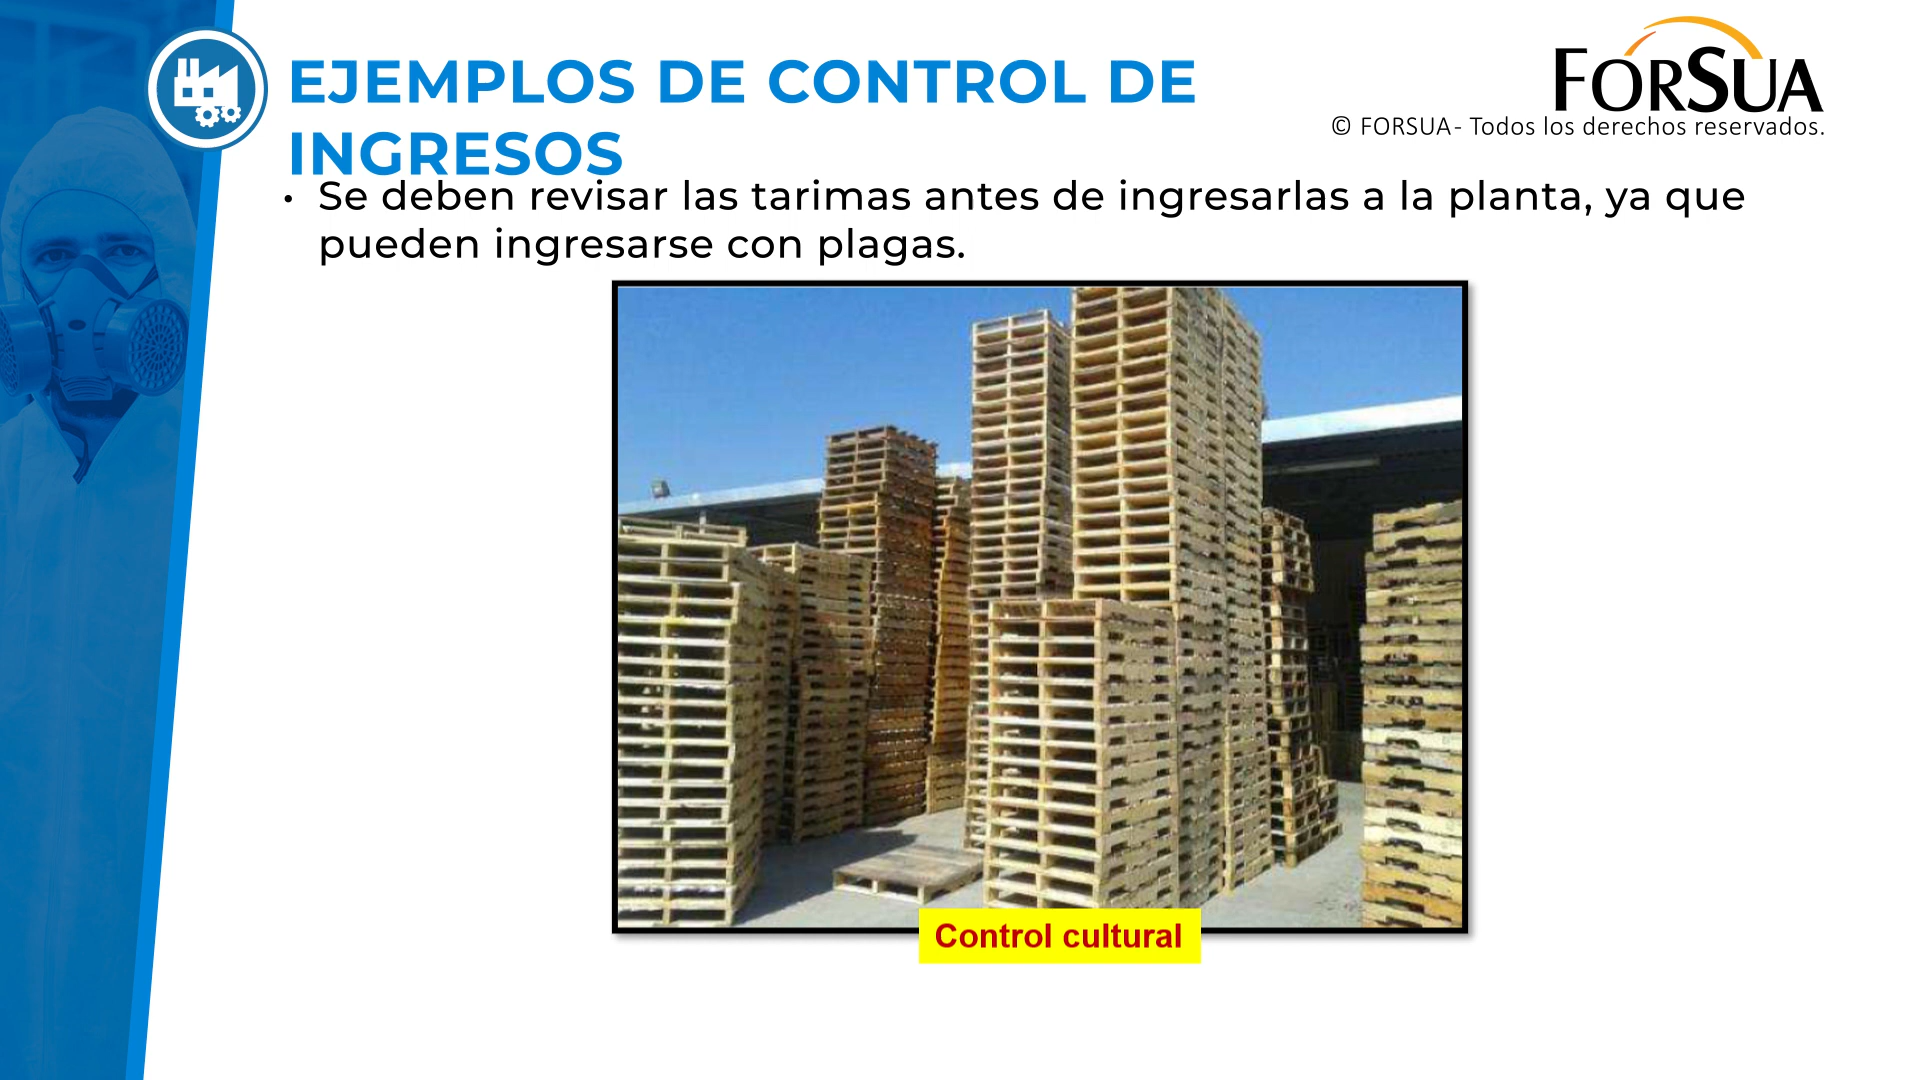 EJEMPLOS DE CONTROL DE
INGRESOS
FORSUA
© FORSUA- Todos los derechos reservados.
• Se deben revisar las tarimas antes de ingresarlas a la planta, ya que
pueden ingresarse con plagas.
Control cultural